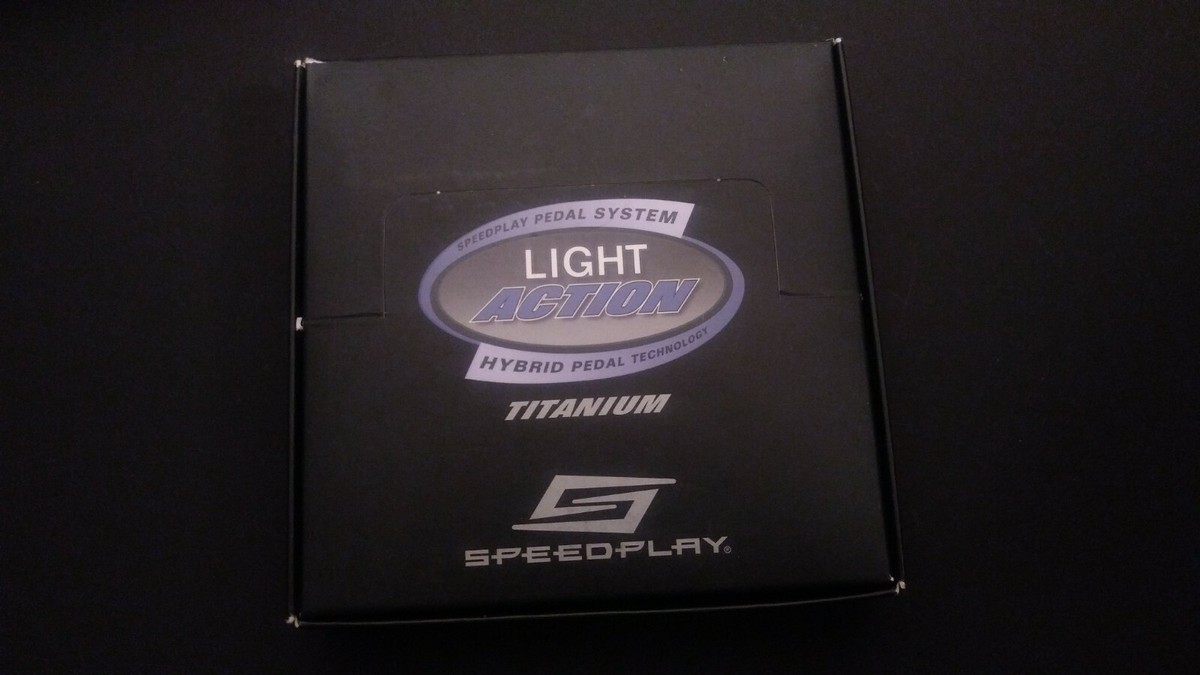 SPEEDPLAY PEDAL SYSTEM
LIGHT
ACTION
HYBRID PEDAL TECHNOLOGY
TITANIUM
SPEEDPLAY®